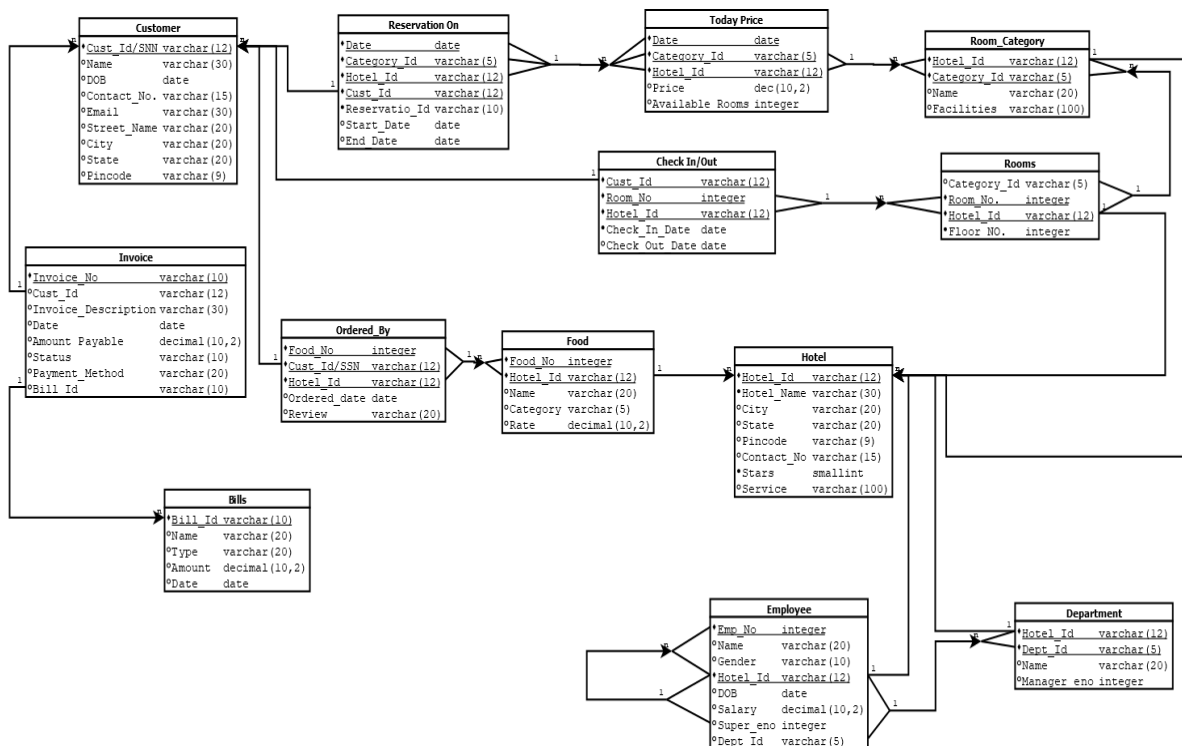 Customer
Cust_Id/SNN varchar(12)
Name varchar(30)
DOB date
Contact_No. varchar(15)
Email varchar(30)
Street_Name varchar(20)
City varchar(20)
State varchar(20)
Pincode varchar(9)
Reservation On
Date date
Category_Id varchar(5)
Hotel_Id varchar(12)
Cust_Id varchar(12)
Reservatio_Id varchar(10)
Start_Date date
End_Date date
Today Price
Date date
Category_Id varchar(5)
Hotel_Id varchar(12)
Price dec(10,2)
Available Rooms integer
Room_Category
Hotel_Id varchar(12)
Category_Id varchar(5)
Name varchar(20)
Facilities varchar(100)
Check In/Out
Cust_Id varchar(12)
Room_No integer
Hotel_Id varchar(12)
Check_In_Date date
Check Out Date date
Rooms
Category_Id varchar(5)
Room_No. integer
Hotel_Id varchar(12)
Floor NO. integer
Invoice
Invoice_No varchar(10)
Cust_Id varchar(12)
Invoice_Description varchar(30)
Date date
Amount Payable decimal(10,2)
Status varchar(10)
Payment_Method varchar(20)
Bill Id varchar(10)
Ordered_By
Food_No integer
Cust_Id/SSN varchar(12)
Hotel_Id varchar(12)
Ordered_date date
Review varchar(20)
Food
Food_No integer
Hotel_Id varchar(12)
Name varchar(20)
Category varchar(5)
Rate decimal(10,2)
Hotel
Hotel_Id varchar(12)
Hotel_Name varchar(30)
City varchar(20)
State varchar(20)
Pincode varchar(9)
Contact_No varchar(15)
Stars smallint
Service varchar(100)
Bills
Bill_Id varchar(10)
Name varchar(20)
Type varchar(20)
Amount decimal(10,2)
Date date
Employee
Emp_No integer
Name varchar(20)
Gender varchar(10)
Hotel_Id varchar(12)
DOB date
Salary decimal(10,2)
Super_eno integer
Dept Id varchar(5)
Department
Hotel_Id varchar(12)
Dept_Id varchar(5)
Name varchar(20)
Manager eno integer